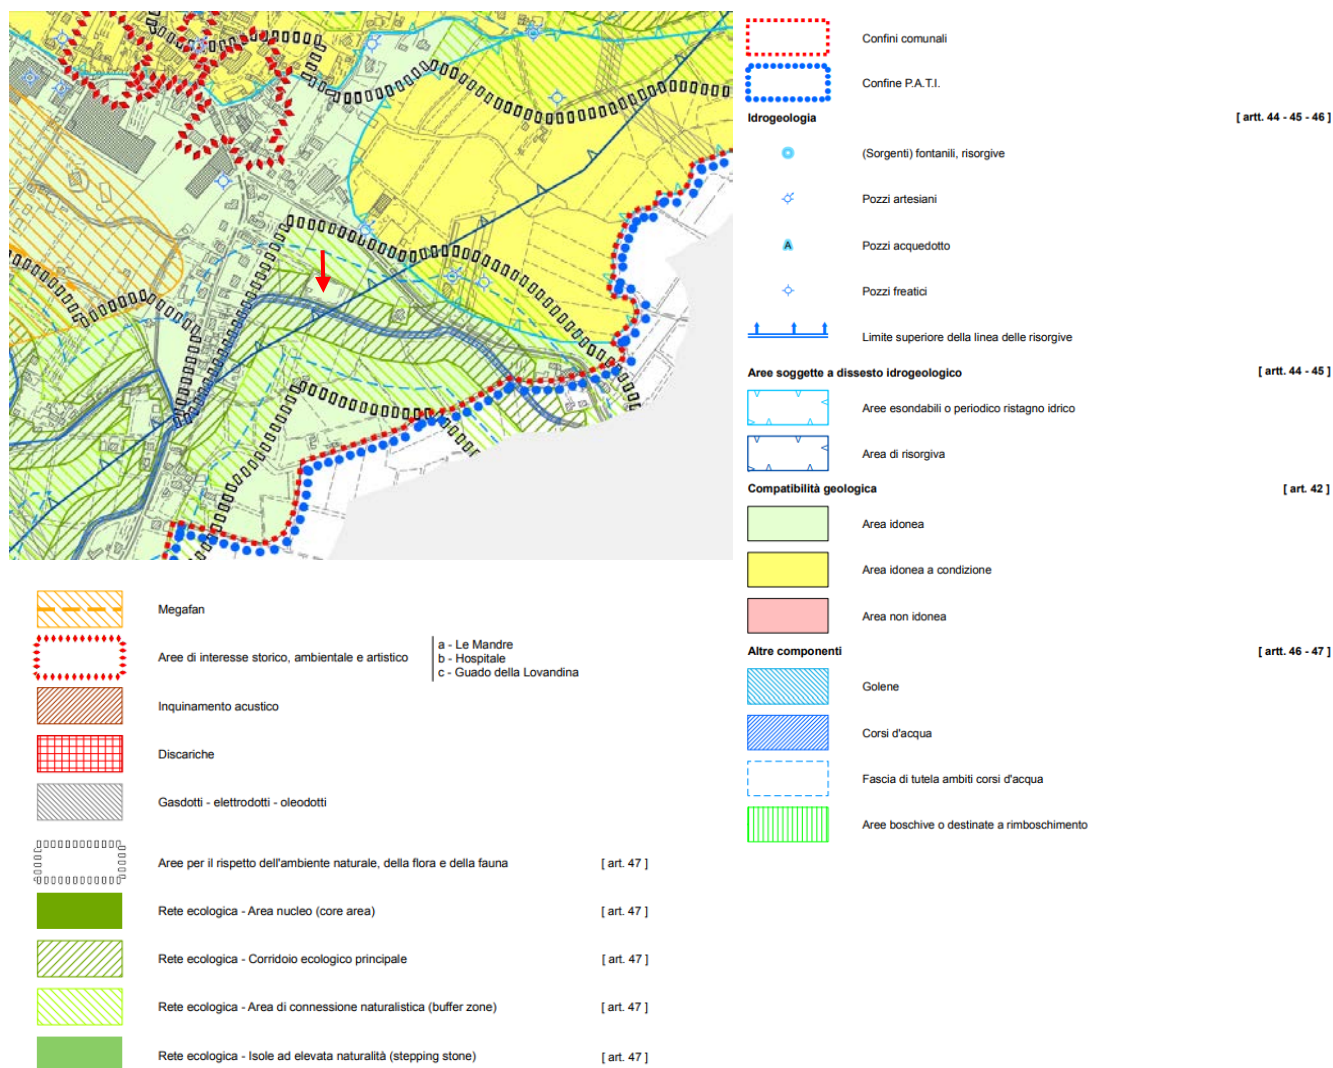 Confini comunali
Confine P.A.T.I.
Idrogeologia [ artt. 44 - 45 - 46 ]
(Sorgenti) fontanili, risorgive
Pozzi artesiani
A Pozzi acquedotto
Pozzi freatici
Limite superiore della linea delle risorgive
Aree soggette a dissesto idrogeologico [ artt. 44 - 45 ]
Aree esondabili o periodico ristagno idrico
Area di risorgiva
Compatibilità geologica [ art. 42 ]
Area idonea
Area idonea a condizione
Area non idonea
Altre componenti [ artt. 46 - 47 ]
Golene
Corsi d'acqua
Fascia di tutela ambiti corsi d'acqua
Aree boschive o destinate a rimboschimento
Megafan
Aree di interesse storico, ambientale e artistico
a - Le Mandre
b - Hospitale
c - Guado della Lovandina
Inquinamento acustico
Discariche
Gasdotti - elettrodotti - oleodotti
Aree per il rispetto dell'ambiente naturale, della flora e della fauna [ art. 47 ]
Rete ecologica - Area nucleo (core area) [ art. 47 ]
Rete ecologica - Corridoio ecologico principale [ art. 47 ]
Rete ecologica - Area di connessione naturalistica (buffer zone) [ art. 47 ]
Rete ecologica - Isole ad elevata naturalità (stepping stone) [ art. 47 ]